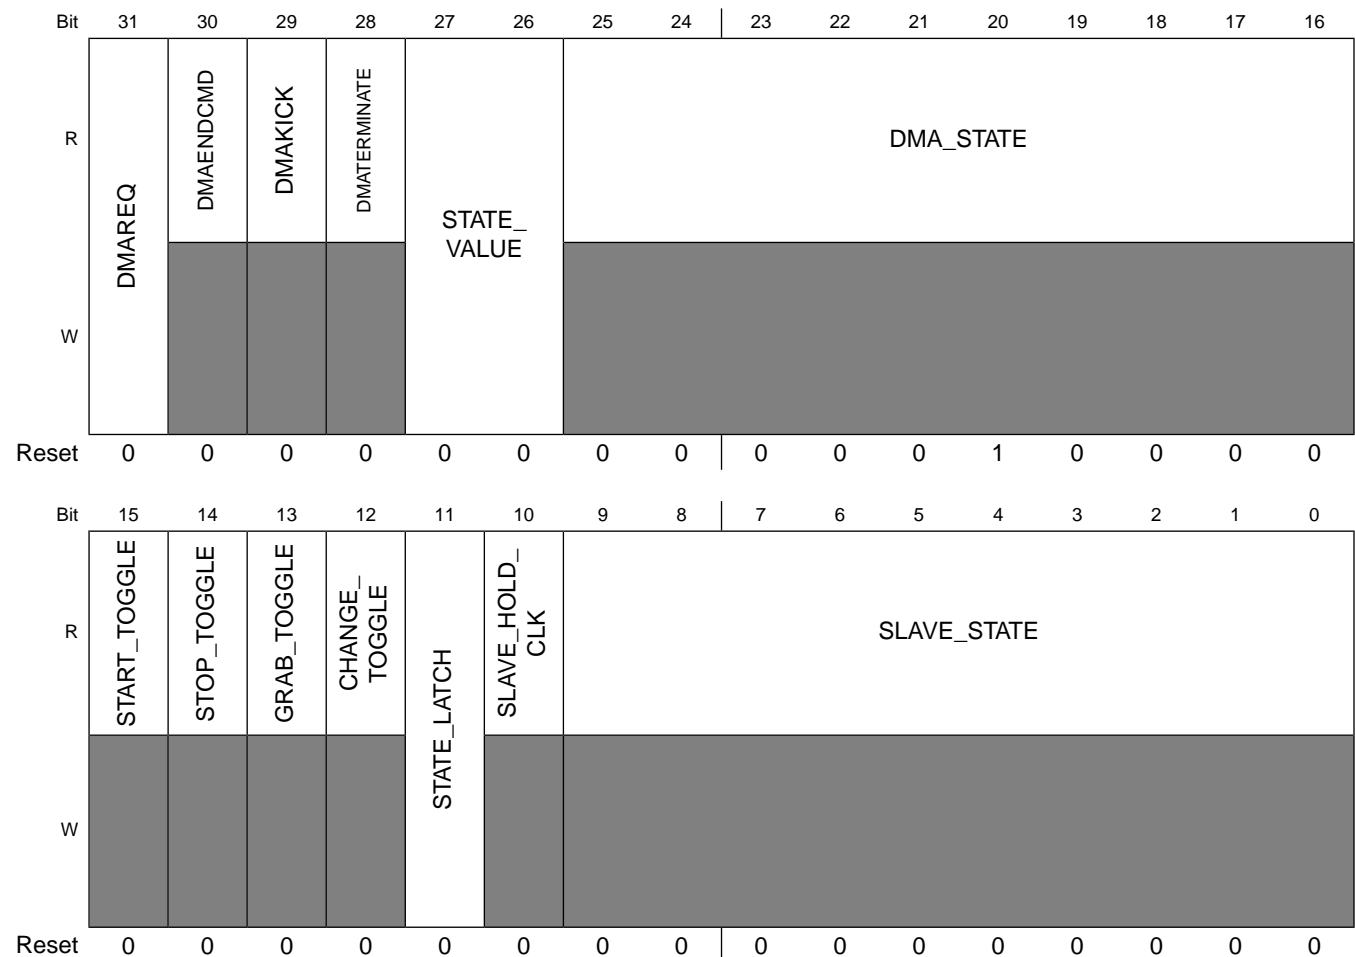 Bit 31 30 29 28 27 26 25 24 23 22 21 20 19 18 17 16
R
DMAREQ
DMAENDCMD
DMAKICK
DMATERMINATE
STATE_
VALUE
DMA_STATE
W
Reset 0 0 0 0 0 0 0 0 0 0 0 1 0 0 0 0
Bit 15 14 13 12 11 10 9 8 7 6 5 4 3 2 1 0
R
START_TOGGLE
STOP_TOGGLE
GRAB_TOGGLE
CHANGE_
TOGGLE
STATE_LATCH
SLAVE_HOLD_
CLK
SLAVE_STATE
W
Reset 0 0 0 0 0 0 0 0 0 0 0 0 0 0 0 0